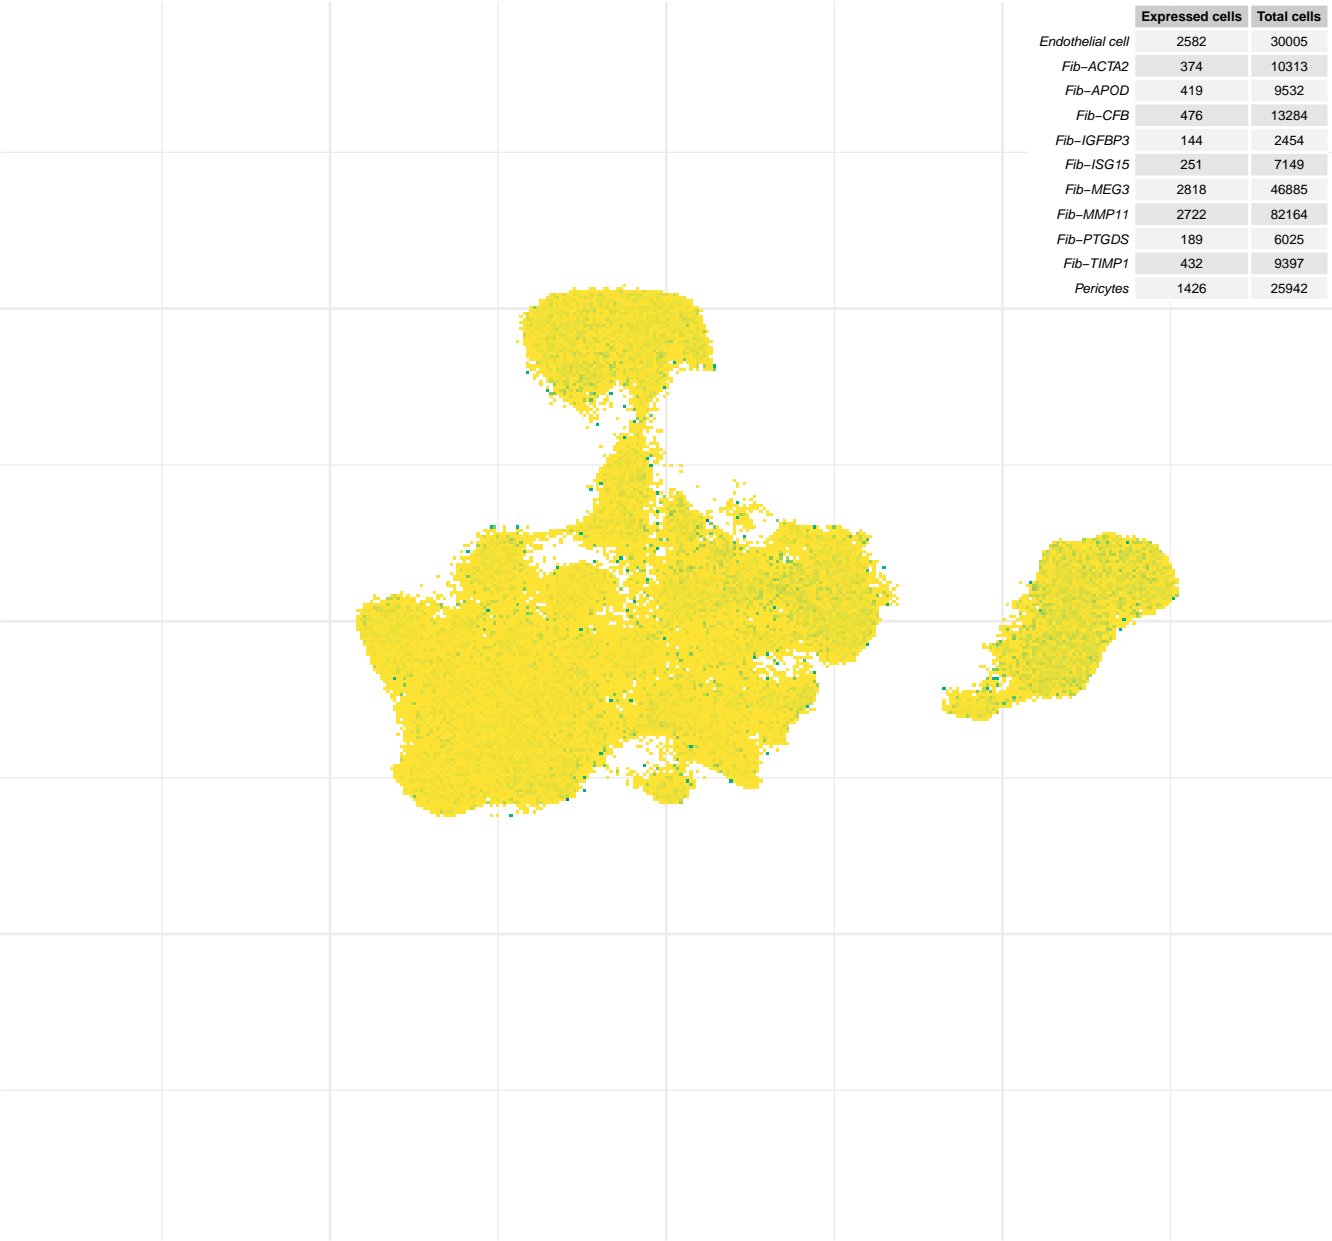 Expressed cells Total cells
Endothelial cell 2582 30005
Fib−ACTA2 374 10313
Fib−APOD 419 9532
Fib−CFB 476 13284
Fib−IGFBP3 144 2454
Fib−ISG15 251 7149
Fib−MEG3 2818 46885
Fib−MMP11 2722 82164
Fib−PTGDS 189 6025
Fib−TIMP1 432 9397
Pericytes 1426 25942